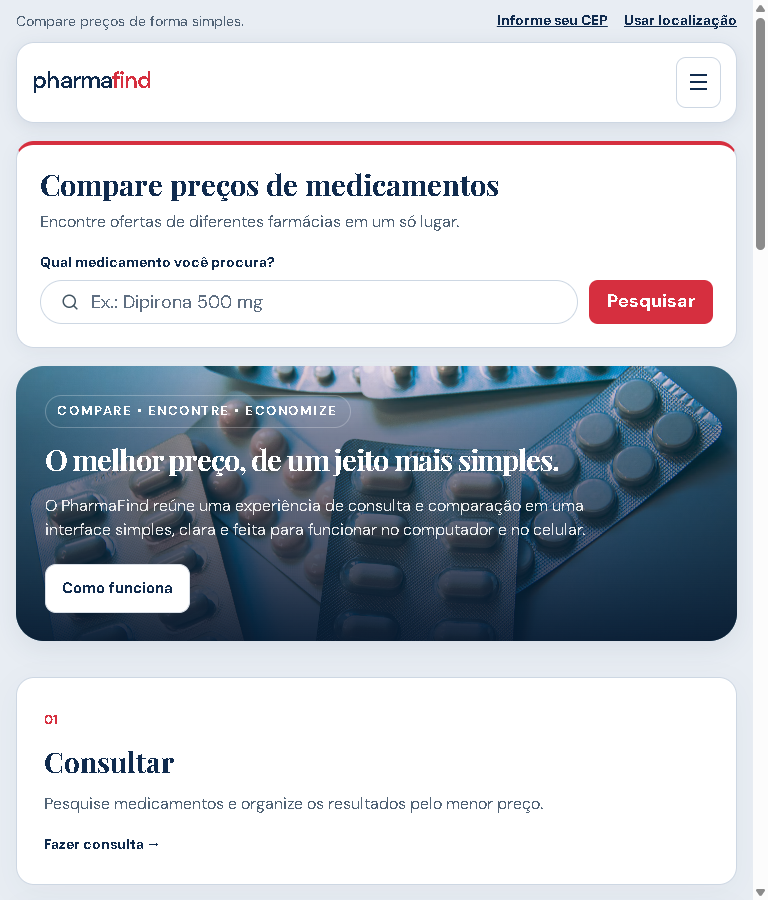 Compare preços de forma simples.
Informe seu CEP
Usar localização
pharmafind
Compare preços de medicamentos
Encontre ofertas de diferentes farmácias em um só lugar.
Qual medicamento você procura?
Ex.: Dipirona 500 mg
Pesquisar
COMPARE • ENCONTRE • ECONOMIZE
O melhor preço, de um jeito mais simples.
O PharmaFind reúne uma experiência de consulta e comparação em uma
interface simples, clara e feita para funcionar no computador e no celular.
Como funciona
01
Consultar
Pesquise medicamentos e organize os resultados pelo menor preço.
Fazer consulta →